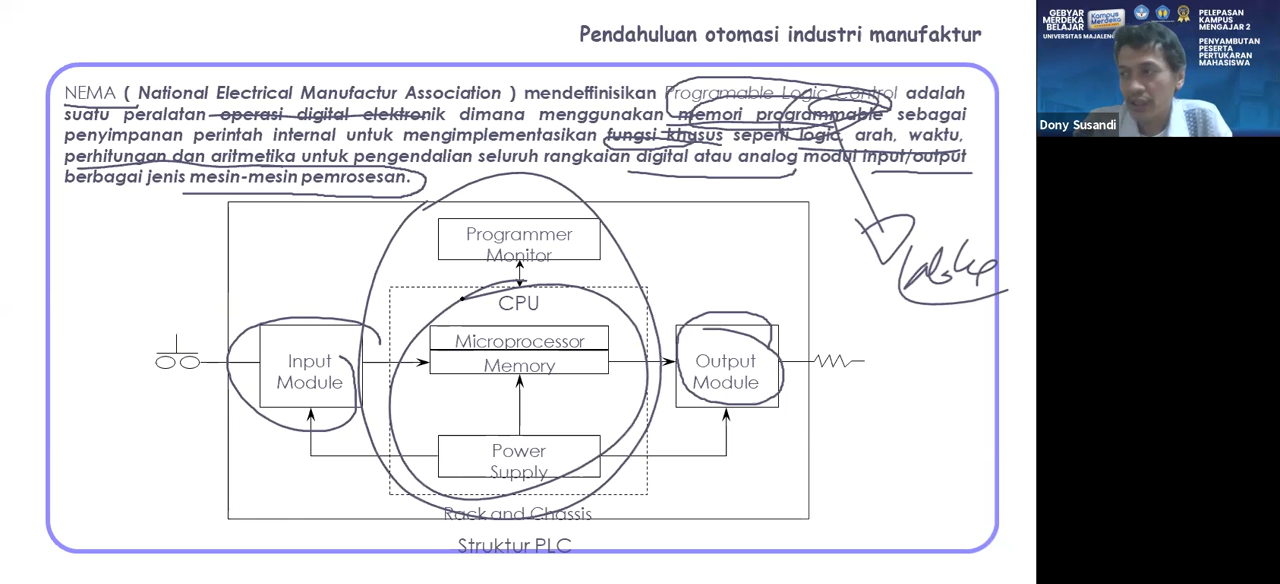 Pendahuluan otomasi industri manufaktur
NEMA ( National Electrical Manufactur Association ) mendeffinisikan Programable Logic Control adalah
suatu peralatan operasi digital elektronik dimana menggunakan memori programmable sebagai
penyimpanan perintah internal untuk mengimplementasikan fungsi khusus seperti logic, arah, waktu,
perhitungan dan aritmetika untuk pengendalian seluruh rangkaian digital atau analog modul input/output
berbagai jenis mesin-mesin pemrosesan.
Programmer
Monitor
CPU
Microprocessor
Memory
Input
Module
Output
Module
Power
Supply
Rack and Chassis
Struktur PLC
GEBYAR
MERDEKA
BELAJAR
UNIVERSITAS MAJALENG
Kampus
Merdeka
PELEPASAN
KAMPUS
MENGAJAR 2
PENYAMBUTAN
PESERTA
PERTUKARAN
MAHASISWA
Dony Susandi